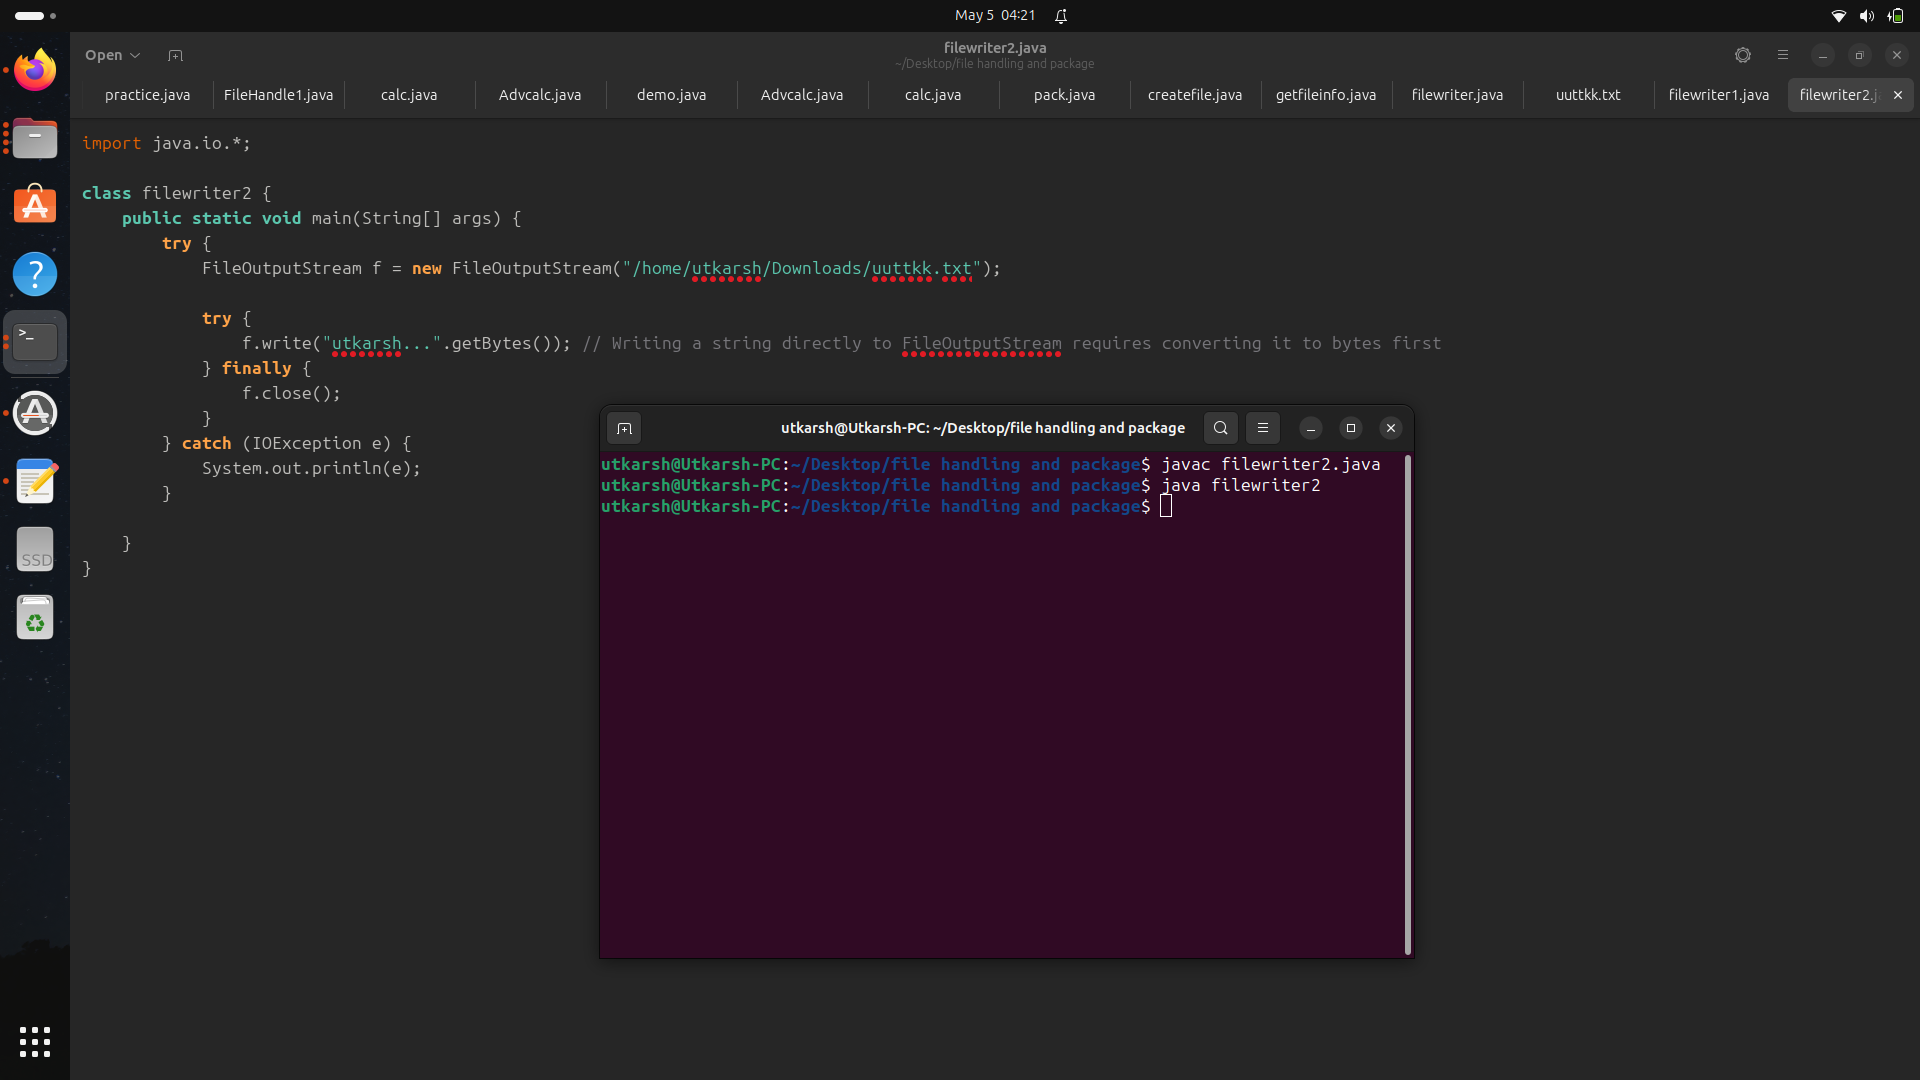 May 5 04:21
Open
filewriter2.java
~/Desktop/file handling and package
practice.java FileHandle1.java calc.java Advcalc.java demo.java Advcalc.java calc.java pack.java createfile.java getfileinfo.java filewriter.java uuttkk.txt filewriter1.java filewriter2.j
import java.io.*;
class filewriter2 {
public static void main(String[] args) {
try {
FileOutputStream f = new FileOutputStream("/home/utkarsh/Downloads/uuttkk.txt");
try {
f.write("utkarsh...".getBytes()); // Writing a string directly to FileOutputStream requires converting it to bytes first
} finally {
f.close();
}
} catch (IOException e) {
System.out.println(e);
}
}
}
utkarsh@Utkarsh-PC: ~/Desktop/file handling and package
utkarsh@Utkarsh-PC:~/Desktop/file handling and package$ javac filewriter2.java
utkarsh@Utkarsh-PC:~/Desktop/file handling and package$ java filewriter2
utkarsh@Utkarsh-PC:~/Desktop/file handling and package$
SSD